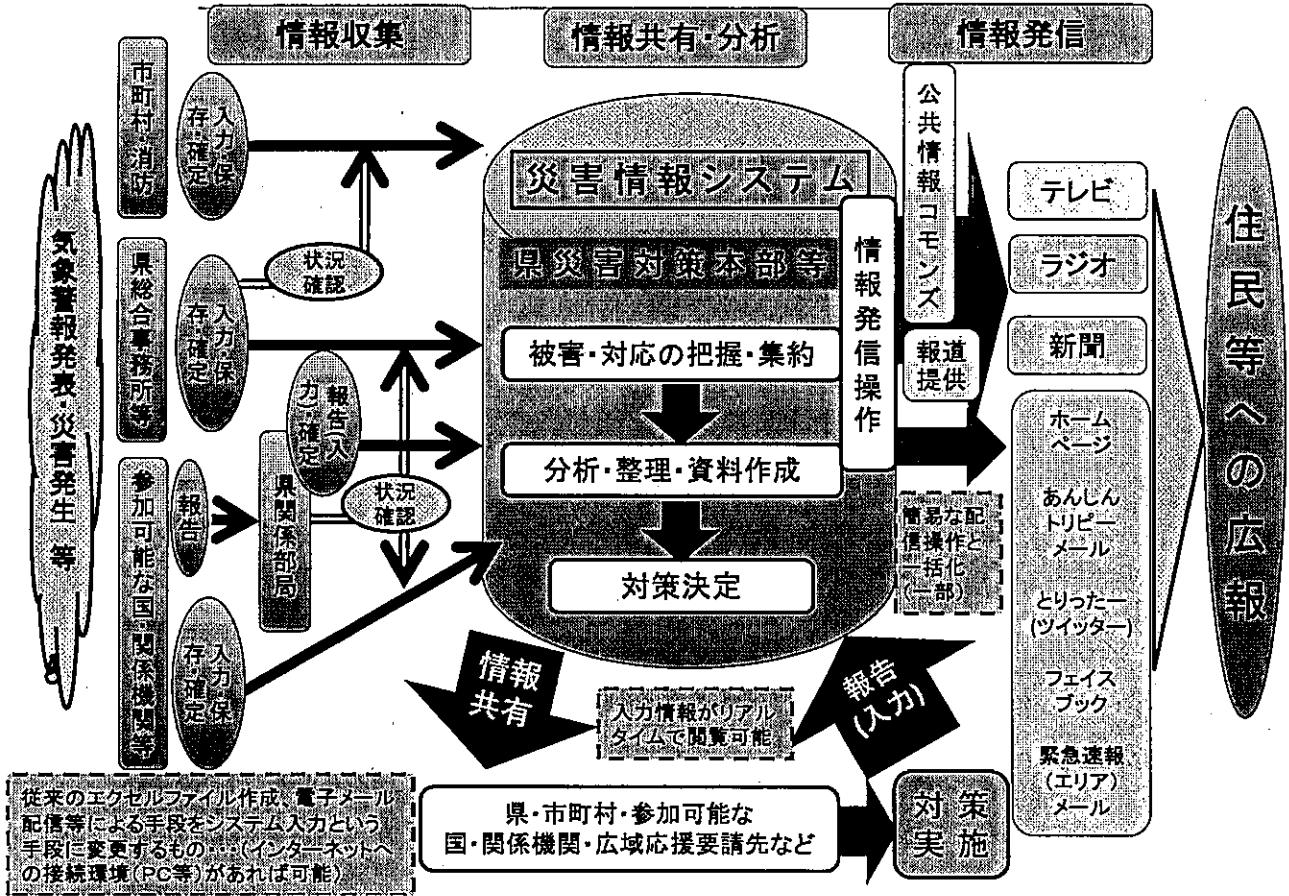 情報収集
情報共有・分析
情報発信
気象警報発表・災害発生 等
市町村・消防
入力・保
存・確定
県総合事務所等
入力・保
存・確定
状況
確認
参加可能な国・関係機関等
報告
県関係部局
報告(入
力)・確定
状況
確認
入力・保
存・確定
災害情報システム
県災害対策本部等
被害・対応の把握・集約
分析・整理・資料作成
対策決定
情報発信操作
公共情報コモンズ
報道
提供
簡易な配
信操作と
一括化
(一部)
テレビ
ラジオ
新聞
ホーム
ページ
あんしん
トリピー
メール
とりったー
(ツイッター)
フェイス
ブック
緊急速報
(エリア)
メール
住民等への広報
情報
共有
入力情報がリアル
タイムで閲覧可能
報告
(入力)
従来のエクセルファイル作成、電子メール
配信等による手段をシステム入力という
手段に変更するもの・・・(インターネットへ
の接続環境(PC等)があれば可能)
県・市町村・参加可能な
国・関係機関・広域応援要請先など
対策
実施